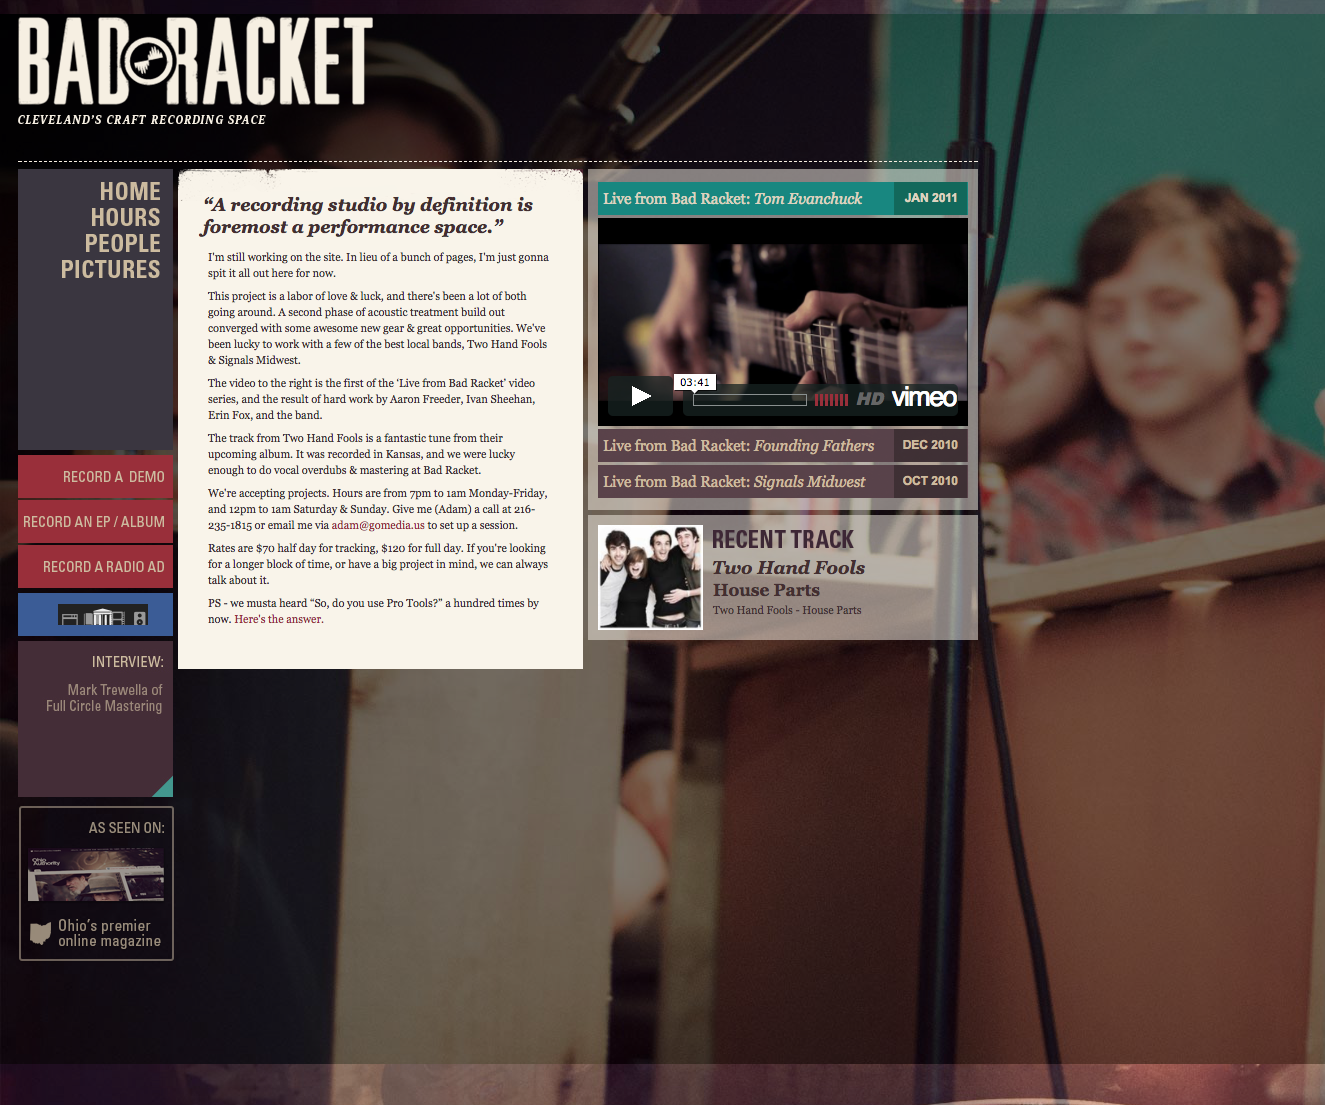 BAD RACKET
CLEVELAND'S CRAFT RECORDING SPACE
HOME
HOURS
PEOPLE
PICTURES
RECORD A DEMO
RECORD AN EP / ALBUM
RECORD A RADIO AD
INTERVIEW:
Mark Trewella of
Full Circle Mastering
AS SEEN ON:
Ohio
Authority
Ohio's premier
online magazine
“A recording studio by definition is
foremost a performance space.”
I'm still working on the site. In lieu of a bunch of pages, I'm just gonna
spit it all out here for now.
This project is a labor of love & luck, and there's been a lot of both
going around. A second phase of acoustic treatment build out
converged with some awesome new gear & great opportunities. We've
been lucky to work with a few of the best local bands, Two Hand Fools
& Signals Midwest.
The video to the right is the first of the ‘Live from Bad Racket’ video
series, and the result of hard work by Aaron Freeder, Ivan Sheehan,
Erin Fox, and the band.
The track from Two Hand Fools is a fantastic tune from their
upcoming album. It was recorded in Kansas, and we were lucky
enough to do vocal overdubs & mastering at Bad Racket.
We're accepting projects. Hours are from 7pm to 1am Monday-Friday,
and 12pm to 1am Saturday & Sunday. Give me (Adam) a call at 216-
235-1815 or email me via adam@gomedia.us to set up a session.
Rates are $70 half day for tracking, $120 for full day. If you're looking
for a longer block of time, or have a big project in mind, we can always
talk about it.
PS - we musta heard “So, do you use Pro Tools?” a hundred times by
now. Here's the answer.
Live from Bad Racket: Tom Evanchuck JAN 2011
03:41
HD vimeo
Live from Bad Racket: Founding Fathers DEC 2010
Live from Bad Racket: Signals Midwest OCT 2010
RECENT TRACK
Two Hand Fools
House Parts
Two Hand Fools - House Parts